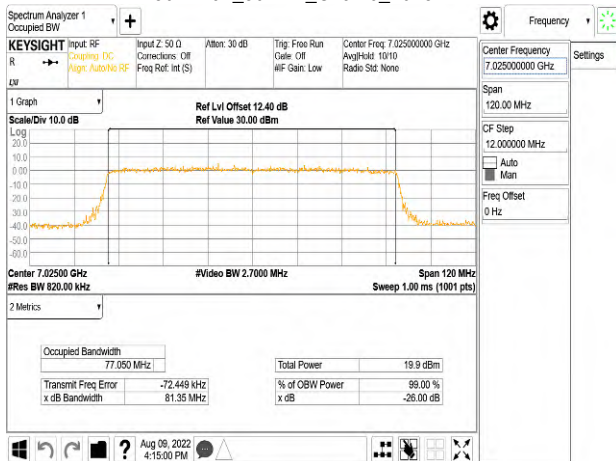 Spectrum Analyzer 1
Occupied BW
Frequency
KEYSIGHT
R
Input: RF
Coupling: DC
Align: Auto/No RF
Input Z: 50 Ω
Corrections: Off
Freq Ref: Int (S)
Atten: 30 dB
Trig: Free Run
Gate: Off
#IF Gain: Low
Center Freq: 7.025000000 GHz
Avg|Hold: 10/10
Radio Std: None
Center Frequency
7.025000000 GHz
Settings
Span
120.00 MHz
CF Step
12.000000 MHz
Auto
Man
Freq Offset
0 Hz
1 Graph
Scale/Div 10.0 dB
Ref Lvl Offset 12.40 dB
Ref Value 30.00 dBm
Log
20.0
10.0
0.00
-10.0
-20.0
-30.0
-40.0
-50.0
-60.0
Center 7.02500 GHz
#Video BW 2.7000 MHz
Span 120 MHz
#Res BW 820.00 kHz
Sweep 1.00 ms (1001 pts)
2 Metrics
Occupied Bandwidth
77.050 MHz
Total Power 19.9 dBm
Transmit Freq Error -72.449 kHz
% of OBW Power 99.00 %
x dB Bandwidth 81.35 MHz
x dB -26.00 dB
?
Aug 09, 2022
4:15:00 PM